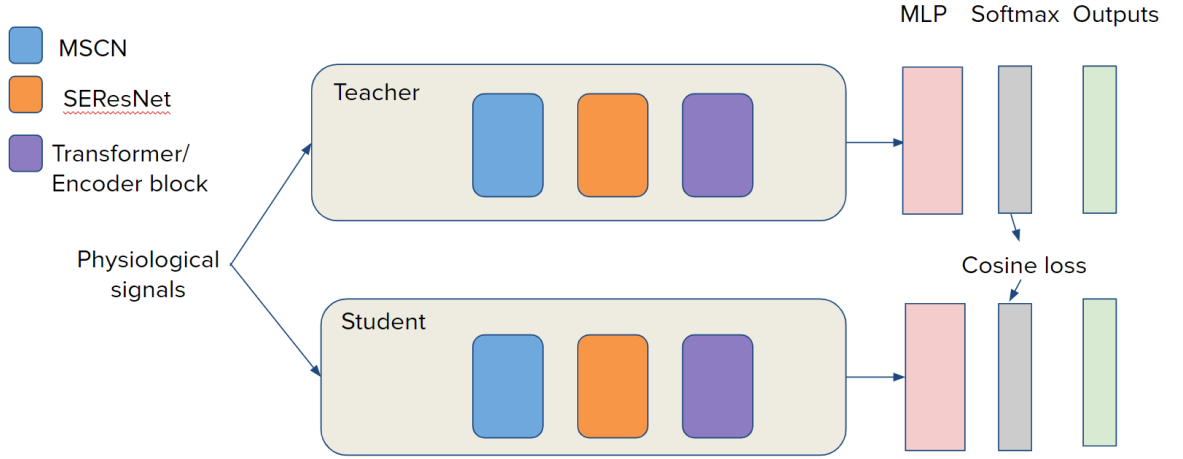 MLP Softmax Outputs
MSCN
SEResNet
Transformer/
Encoder block
Teacher
Physiological
signals
Cosine loss
Student